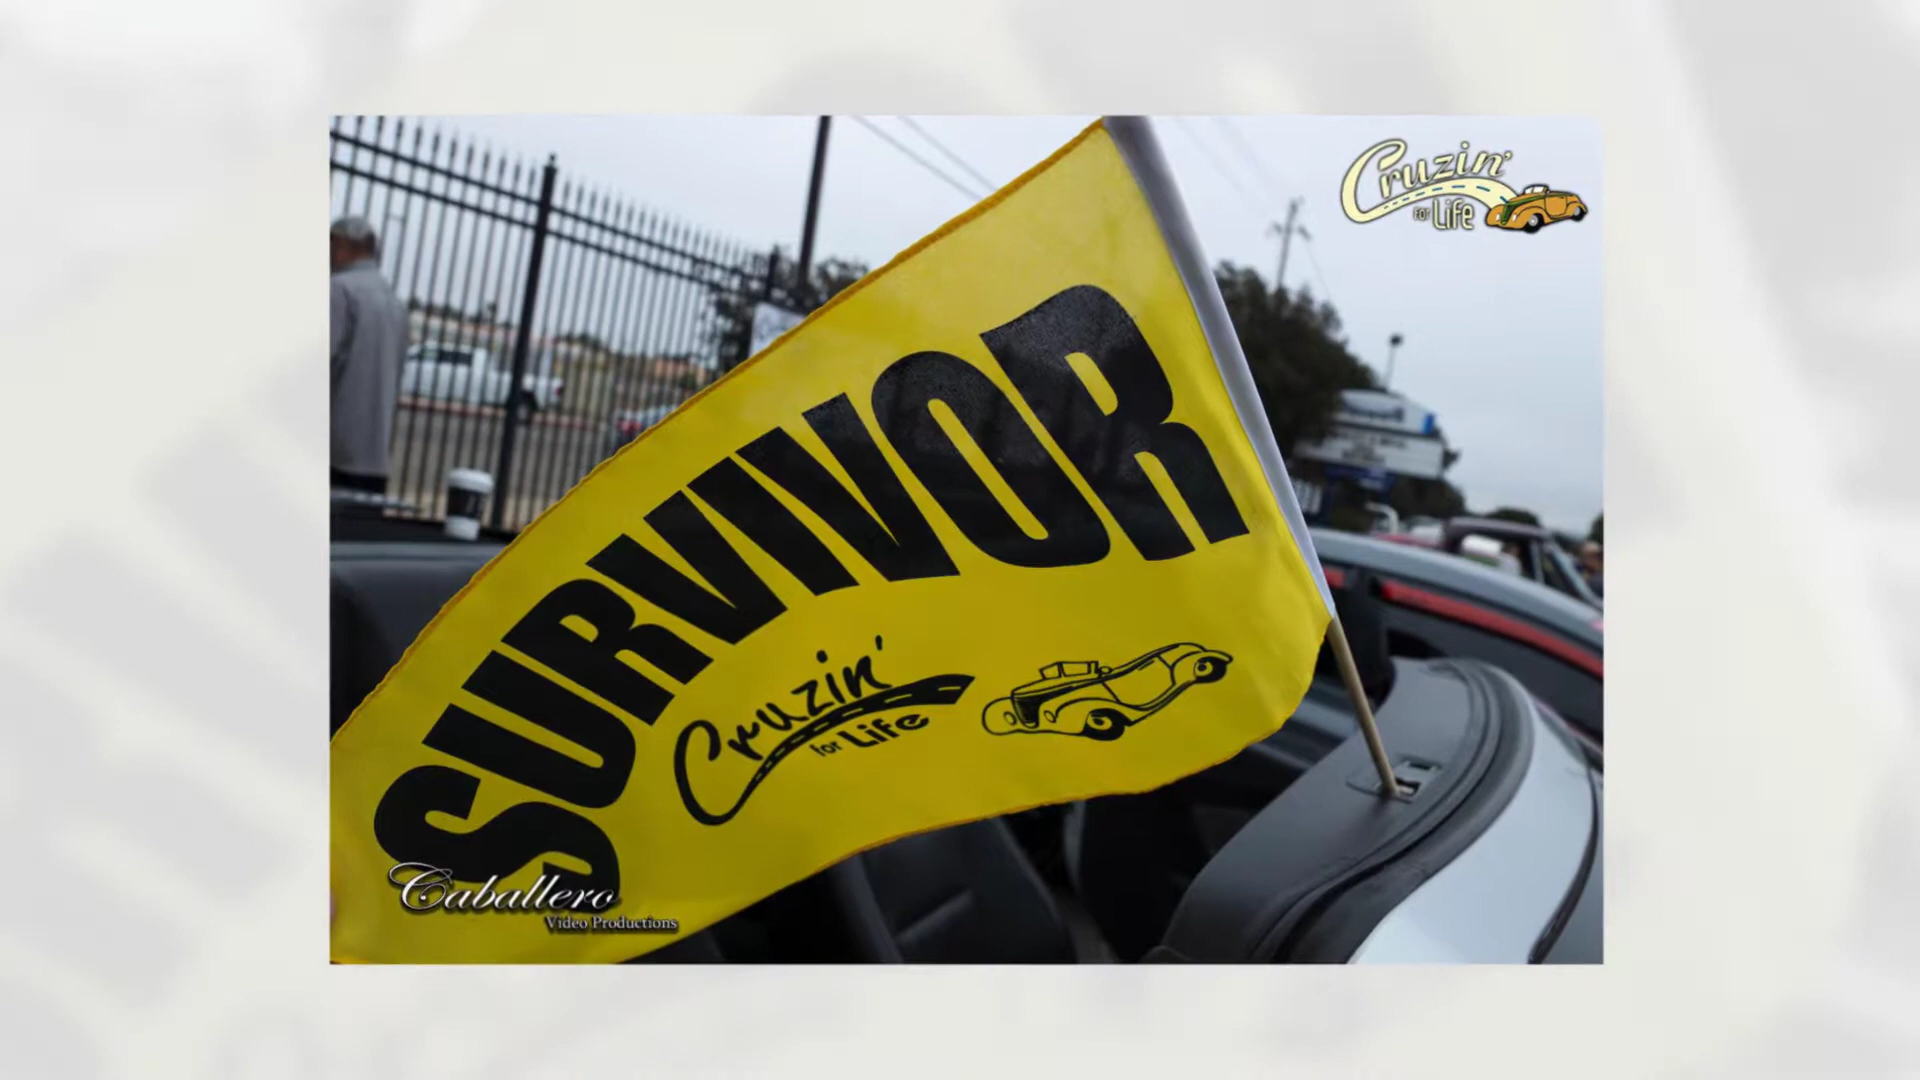 Cruzin'
for Life
SURVIVOR
Cruzin'
for Life
Caballero
Video Productions